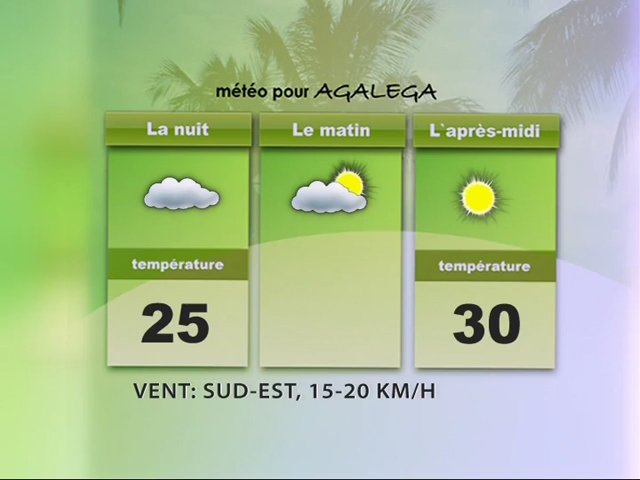 météo pour AGALEGA
La nuit
Le matin
L`après-midi
température
température
25
30
VENT: SUD-EST, 15-20 KM/H